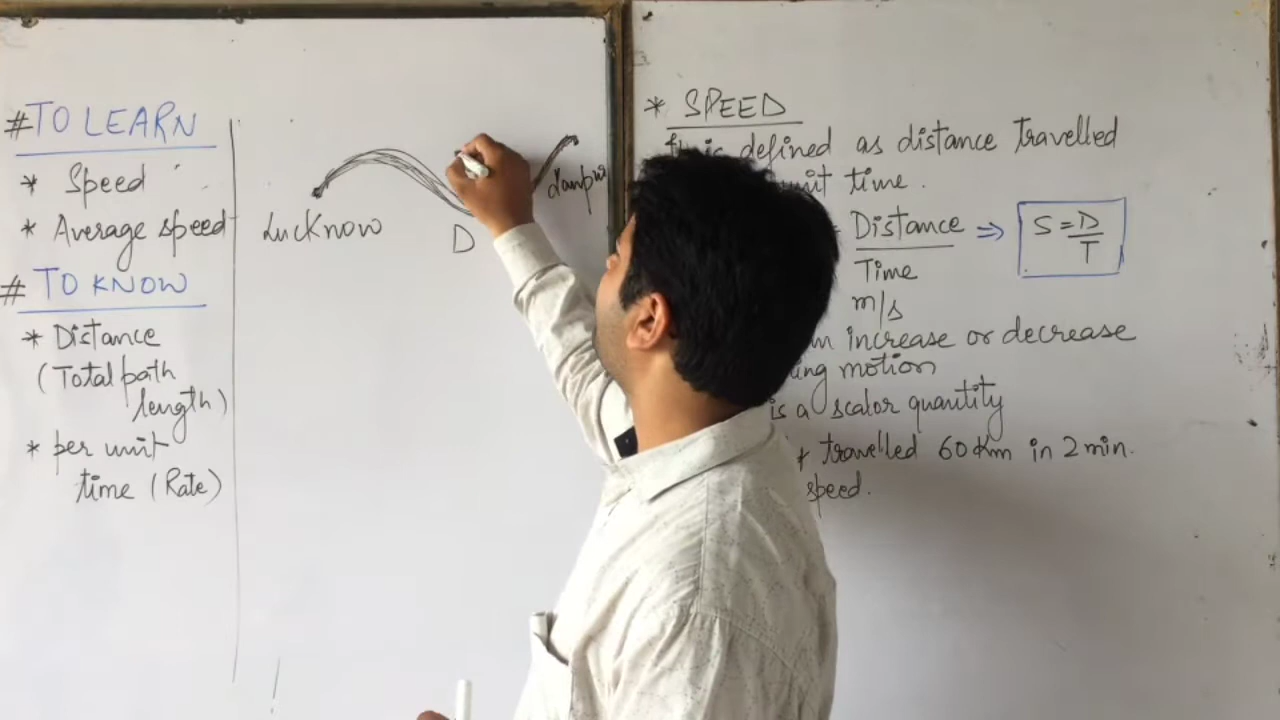 # TO LEARN
* Speed
* Average speed
# TO KNOW
* Distance
(Total path
length)
* per unit
time (Rate)
Lucknow
D
* SPEED
is defined as distance travelled
unit time.
Distance ⇒ S = D
Time T
m/s
increase or decrease
motion
is a scalor quantity
* travelled 60 Km in 2 min.
speed.